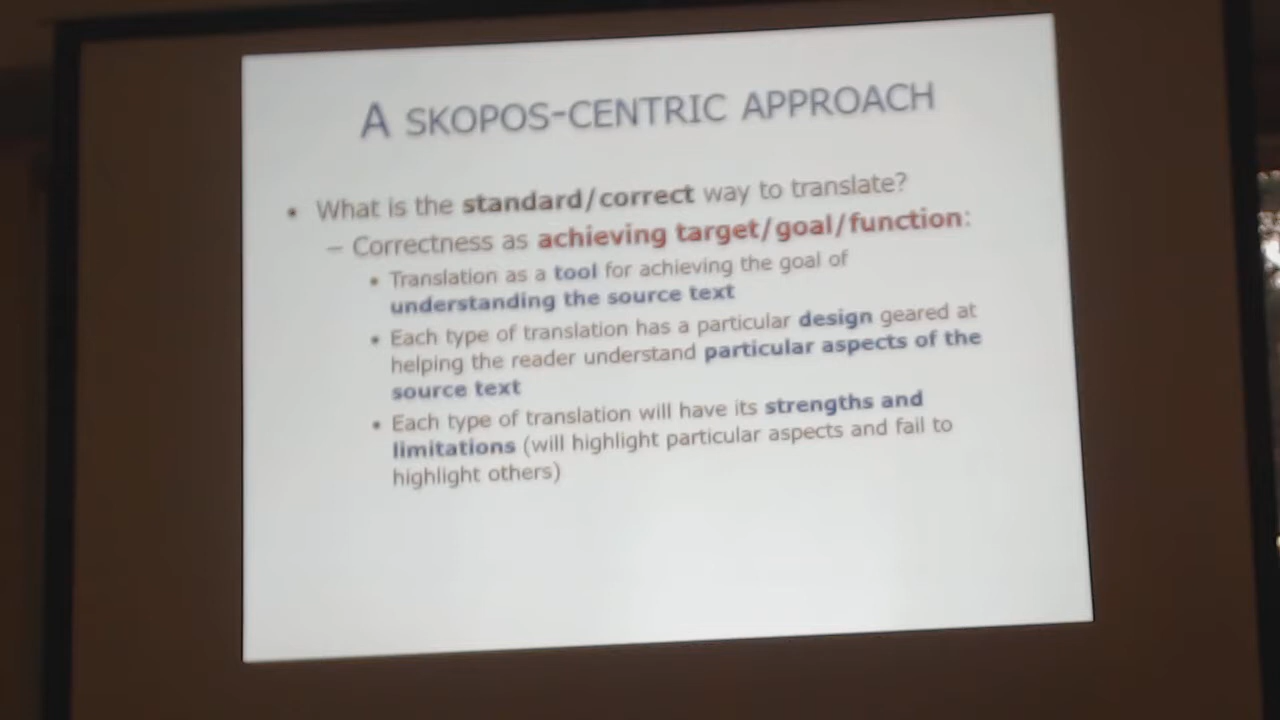 A SKOPOS-CENTRIC APPROACH
• What is the standard/correct way to translate?
– Correctness as achieving target/goal/function:
• Translation as a tool for achieving the goal of
understanding the source text
• Each type of translation has a particular design geared at
helping the reader understand particular aspects of the
source text
• Each type of translation will have its strengths and
limitations (will highlight particular aspects and fail to
highlight others)